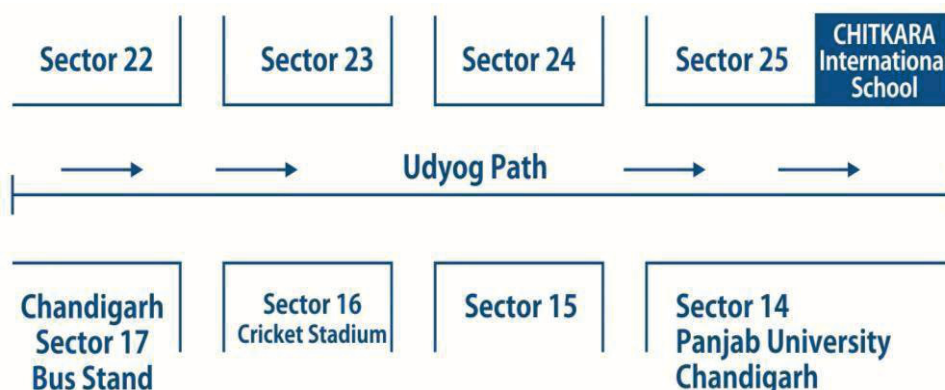 Sector 22
Sector 23
Sector 24
Sector 25
CHITKARA
International
School
Udyog Path
Chandigarh
Sector 17
Bus Stand
Sector 16
Cricket Stadium
Sector 15
Sector 14
Panjab University
Chandigarh